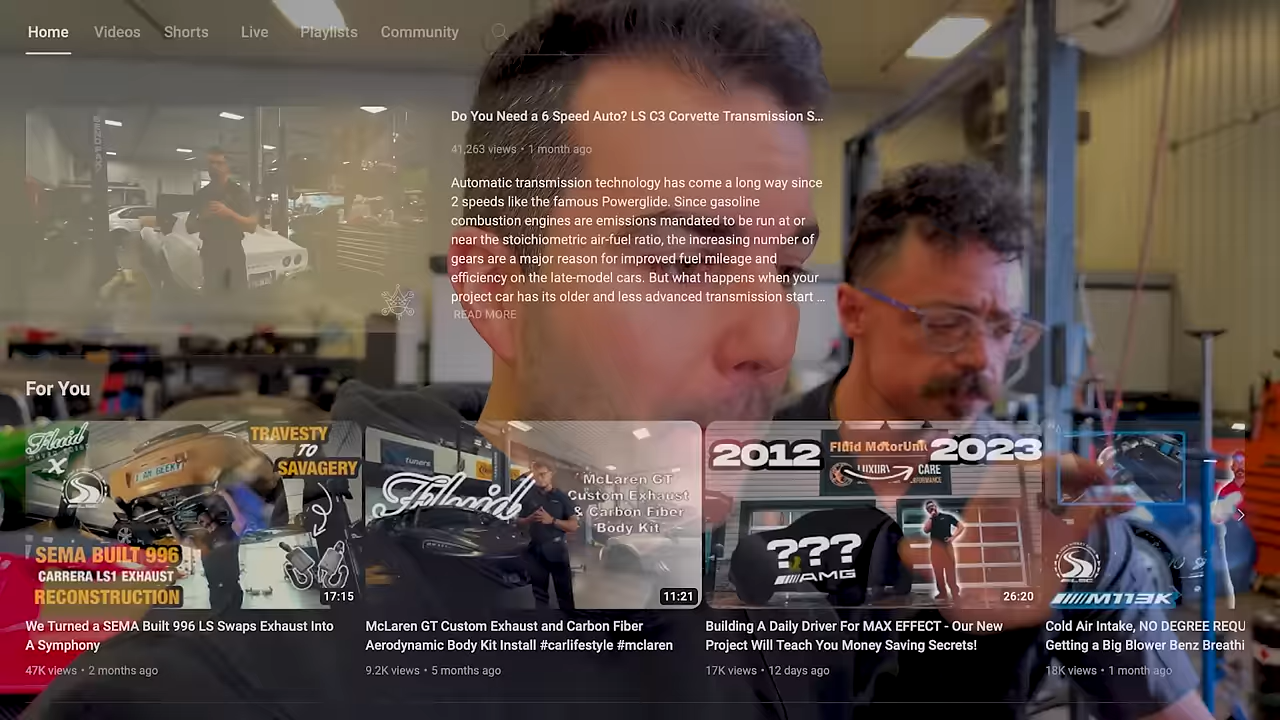 Home Videos Shorts Live Playlists Community
Do You Need a 6 Speed Auto? LS C3 Corvette Transmission S...
41,263 views • 1 month ago
Automatic transmission technology has come a long way since
2 speeds like the famous Powerglide. Since gasoline
combustion engines are emissions mandated to be run at or
near the stoichiometric air-fuel ratio, the increasing number of
gears are a major reason for improved fuel mileage and
efficiency on the late-model cars. But what happens when your
project car has its older and less advanced transmission start ...
READ MORE
For You
Fluid
X
TRAVESTY
TO
SAVAGERY
SEMA BUILT 996
CARRERA LS1 EXHAUST
RECONSTRUCTION
17:15
Fluid
McLaren GT
Custom Exhaust
& Carbon Fiber
Body Kit
11:21
2012 Fluid MotorUni 2023
LUXURY CARE
???
AMG
26:20
M113K
We Turned a SEMA Built 996 LS Swaps Exhaust Into
A Symphony
47K views • 2 months ago
McLaren GT Custom Exhaust and Carbon Fiber
Aerodynamic Body Kit Install #carlifestyle #mclaren
9.2K views • 5 months ago
Building A Daily Driver For MAX EFFECT - Our New
Project Will Teach You Money Saving Secrets!
17K views • 12 days ago
Cold Air Intake, NO DEGREE REQU
Getting a Big Blower Benz Breathi
18K views • 1 month ago